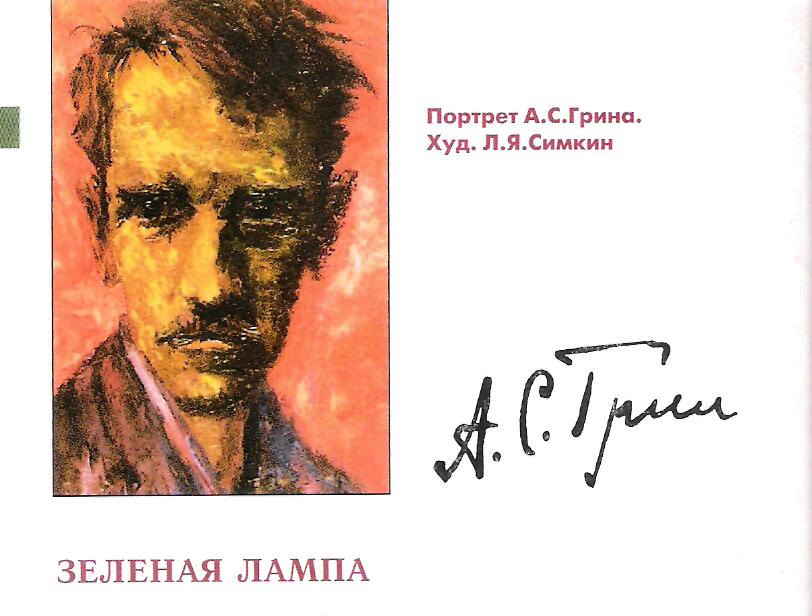 Портрет А.С.Грина.
Худ. Л.Я.Симкин
А. С. Грин
ЗЕЛЕНАЯ ЛАМПА